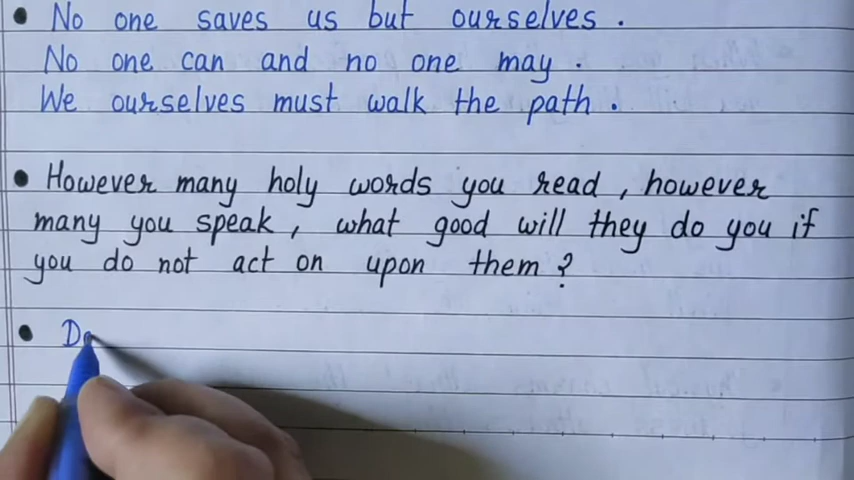 No one saves us but ourselves .
No one can and no one may .
We ourselves must walk the path .
However many holy words you read , however
many you speak , what good will they do you if
you do not act on upon them ?
Do